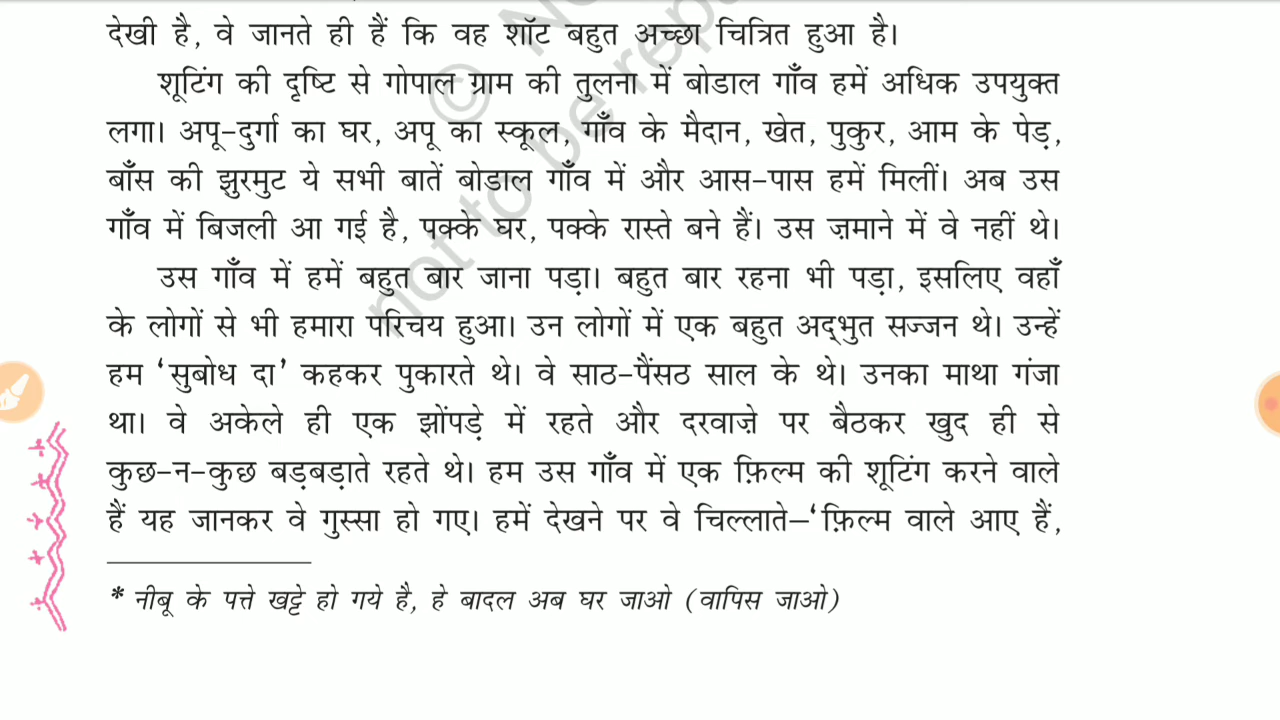 देखी है, वे जानते ही हैं कि वह शॉट बहुत अच्छा चित्रित हुआ है।
शूटिंग की दृष्टि से गोपाल ग्राम की तुलना में बोडाल गाँव हमें अधिक उपयुक्त
लगा। अपू-दुर्गा का घर, अपू का स्कूल, गाँव के मैदान, खेत, पुकुर, आम के पेड़,
बाँस की झुरमुट ये सभी बातें बोडाल गाँव में और आस-पास हमें मिलीं। अब उस
गाँव में बिजली आ गई है, पक्के घर, पक्के रास्ते बने हैं। उस ज़माने में वे नहीं थे।
उस गाँव में हमें बहुत बार जाना पड़ा। बहुत बार रहना भी पड़ा, इसलिए वहाँ
के लोगों से भी हमारा परिचय हुआ। उन लोगों में एक बहुत अद्‌भुत सज्जन थे। उन्हें
हम ‘सुबोध दा’ कहकर पुकारते थे। वे साठ-पैंसठ साल के थे। उनका माथा गंजा
था। वे अकेले ही एक झोंपड़े में रहते और दरवाज़े पर बैठकर खुद ही से
कुछ-न-कुछ बड़बड़ाते रहते थे। हम उस गाँव में एक फ़िल्म की शूटिंग करने वाले
हैं यह जानकर वे गुस्सा हो गए। हमें देखने पर वे चिल्लाते–‘फ़िल्म वाले आए हैं,
* नीबू के पत्ते खट्टे हो गये है, हे बादल अब घर जाओ (वापिस जाओ)
© N
not to be repu